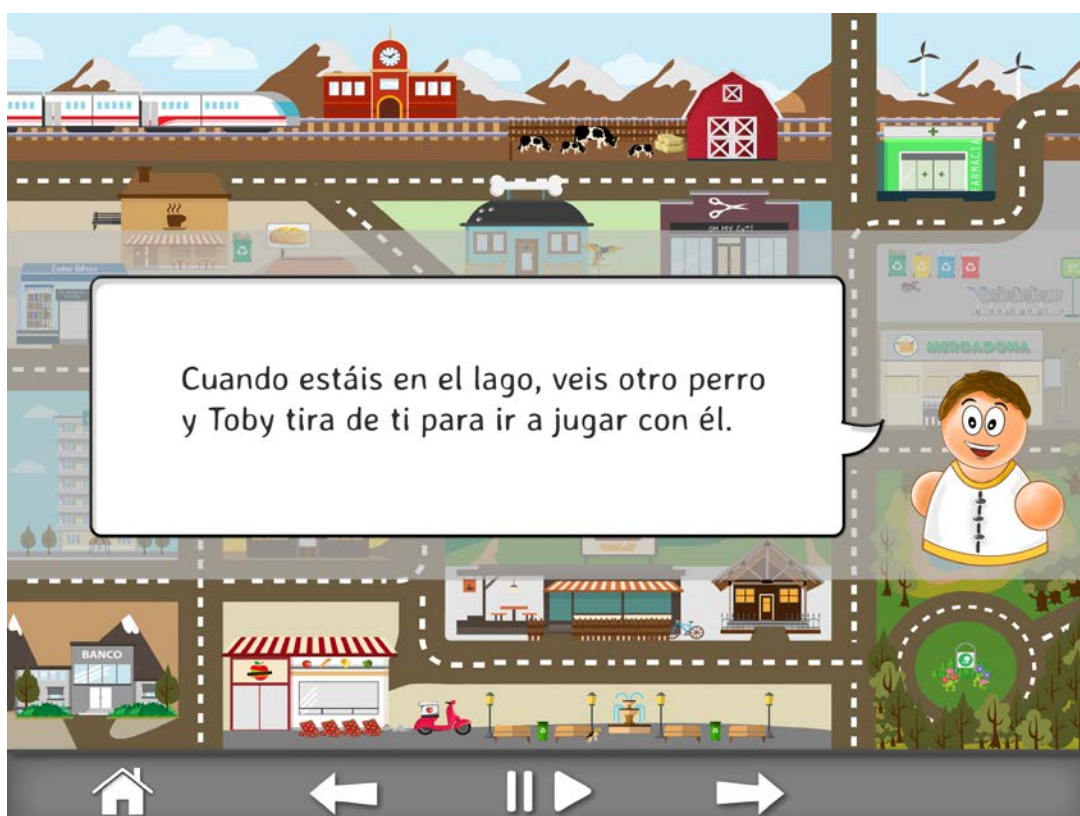 FARMACIA
OH MY CUT!
MERCADONA
Cuando estáis en el lago, veis otro perro
y Toby tira de ti para ir a jugar con él.
BANCO